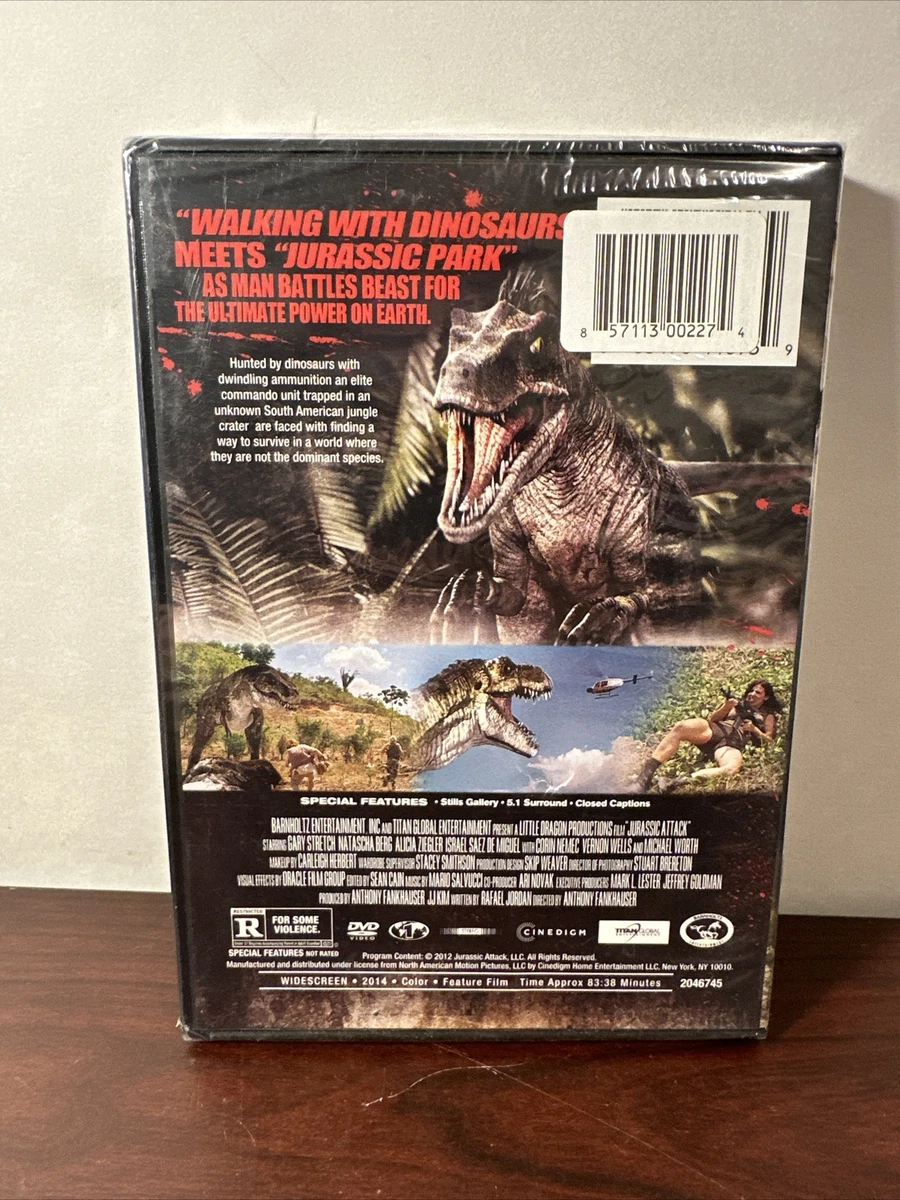 “WALKING WITH DINOSAURS
MEETS “JURASSIC PARK”
AS MAN BATTLES BEAST FOR
THE ULTIMATE POWER ON EARTH.
8 57113 00227 4
9
Hunted by dinosaurs with
dwindling ammunition an elite
commando unit trapped in an
unknown South American jungle
crater are faced with finding a
way to survive in a world where
they are not the dominant species.
SPECIAL FEATURES • Stills Gallery • 5.1 Surround • Closed Captions
BARNHOLTZ ENTERTAINMENT, INC AND TITAN GLOBAL ENTERTAINMENT PRESENT A LITTLE DRAGON PRODUCTIONS FILM "JURASSIC ATTACK"
STARRING GARY STRETCH NATASCHA BERG ALICIA ZIEGLER ISRAEL SAEZ DE MIGUEL WITH CORIN NEMEC VERNON WELLS AND MICHAEL WORTH
MAKEUP BY CARLEIGH HERBERT WARDROBE SUPERVISOR STACEY SMITHSON PRODUCTION DESIGN SKIP WEAVER DIRECTOR OF PHOTOGRAPHY STUART BRERETON
VISUAL EFFECTS BY ORACLE FILM GROUP EDITED BY SEAN CAIN MUSIC BY MARIO SALVUCCI CO-PRODUCER ARI NOVAK EXECUTIVE PRODUCERS MARK L. LESTER JEFFREY GOLDMAN
PRODUCED BY ANTHONY FANKHAUSER JJ KIM WRITTEN BY RAFAEL JORDAN DIRECTED BY ANTHONY FANKHAUSER
RESTRICTED
R
FOR SOME
VIOLENCE.
SPECIAL FEATURES NOT RATED
DVD
VIDEO
1
CINEDIGM
TITAN GLOBAL
BARNHOLTZ
Program Content: © 2012 Jurassic Attack, LLC. All Rights Reserved.
Manufactured and distributed under license from North American Motion Pictures, LLC by Cinedigm Home Entertainment LLC, New York, NY 10010.
WIDESCREEN • 2014 • Color • Feature Film Time Approx 83:38 Minutes 2046745